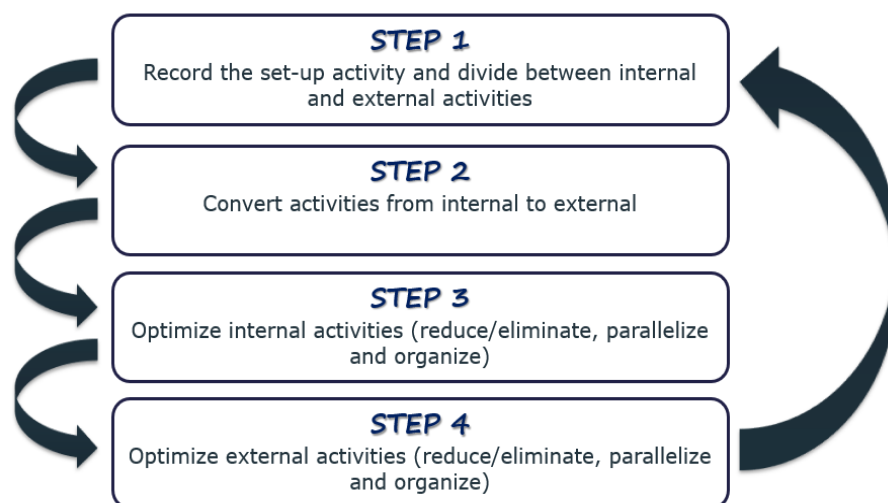 STEP 1
Record the set-up activity and divide between internal
and external activities
STEP 2
Convert activities from internal to external
STEP 3
Optimize internal activities (reduce/eliminate, parallelize
and organize)
STEP 4
Optimize external activities (reduce/eliminate, parallelize
and organize)